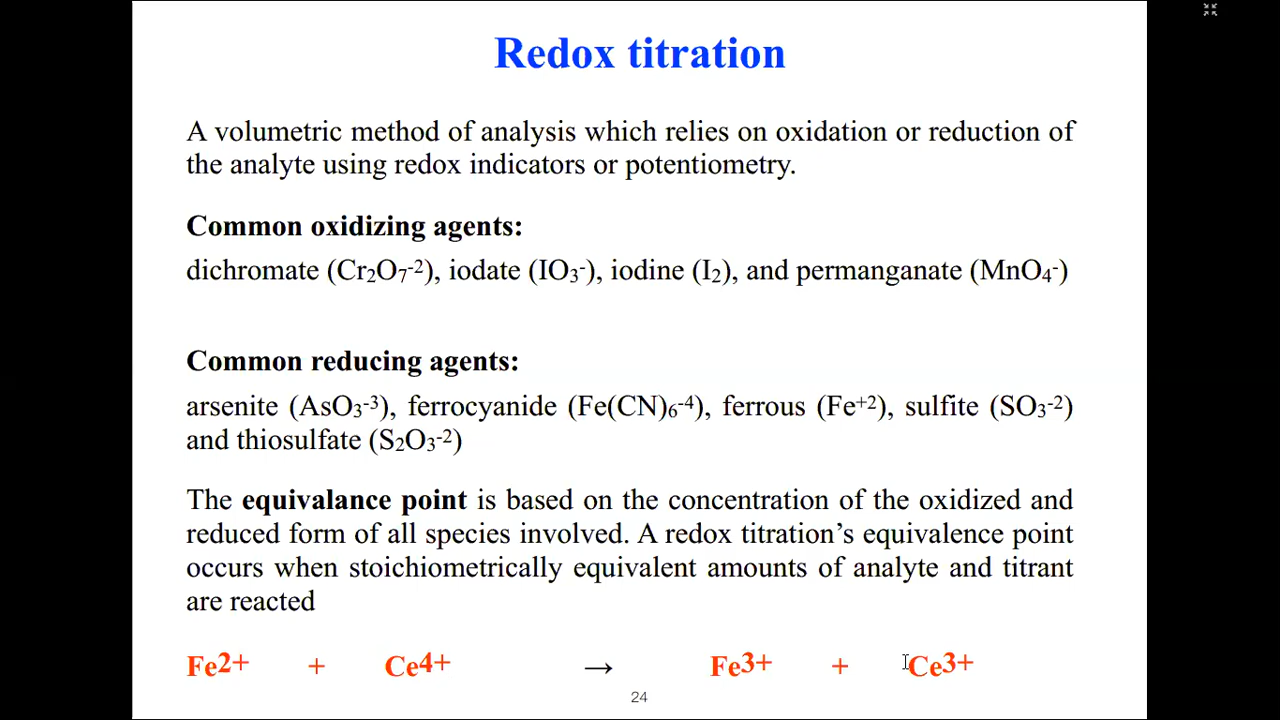 Redox titration
A volumetric method of analysis which relies on oxidation or reduction of
the analyte using redox indicators or potentiometry.
Common oxidizing agents:
dichromate (Cr₂O₇⁻²), iodate (IO₃⁻), iodine (I₂), and permanganate (MnO₄⁻)
Common reducing agents:
arsenite (AsO₃⁻³), ferrocyanide (Fe(CN)₆⁻⁴), ferrous (Fe⁺²), sulfite (SO₃⁻²)
and thiosulfate (S₂O₃⁻²)
The equivalance point is based on the concentration of the oxidized and
reduced form of all species involved. A redox titration’s equivalence point
occurs when stoichiometrically equivalent amounts of analyte and titrant
are reacted
Fe²⁺ + Ce⁴⁺ → Fe³⁺ + Ce³⁺
24